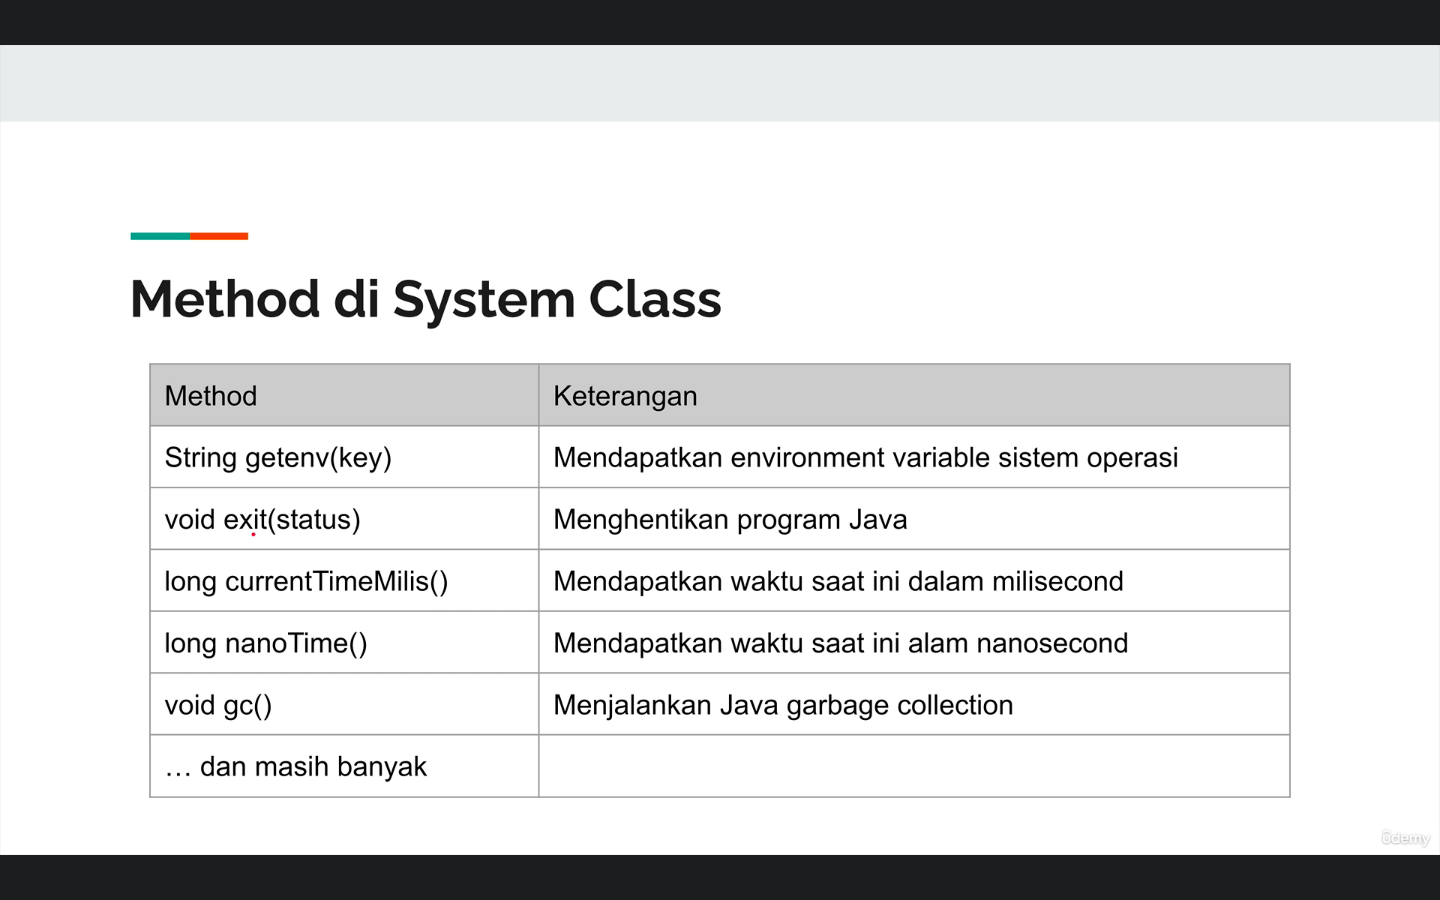 Method di System Class
Method Keterangan
String getenv(key) Mendapatkan environment variable sistem operasi
void exit(status) Menghentikan program Java
long currentTimeMilis() Mendapatkan waktu saat ini dalam milisecond
long nanoTime() Mendapatkan waktu saat ini alam nanosecond
void gc() Menjalankan Java garbage collection
… dan masih banyak
ûdemy